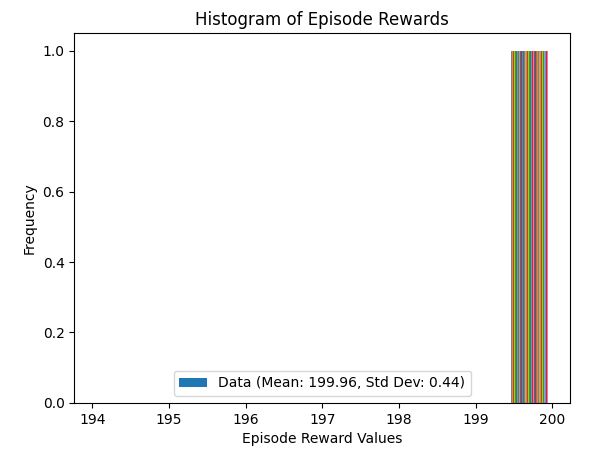 Histogram of Episode Rewards
Frequency
1.0
0.8
0.6
0.4
0.2
0.0
Data (Mean: 199.96, Std Dev: 0.44)
194 195 196 197 198 199 200
Episode Reward Values